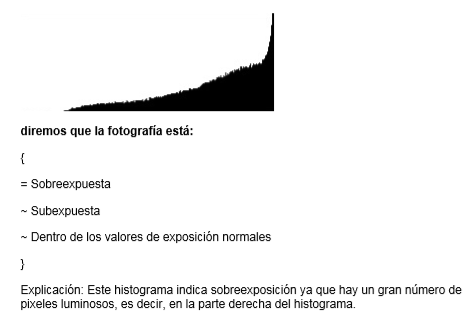 diremos que la fotografía está:
{
= Sobreexpuesta
~ Subexpuesta
~ Dentro de los valores de exposición normales
}
Explicación: Este histograma indica sobreexposición ya que hay un gran número de
pixeles luminosos, es decir, en la parte derecha del histograma.